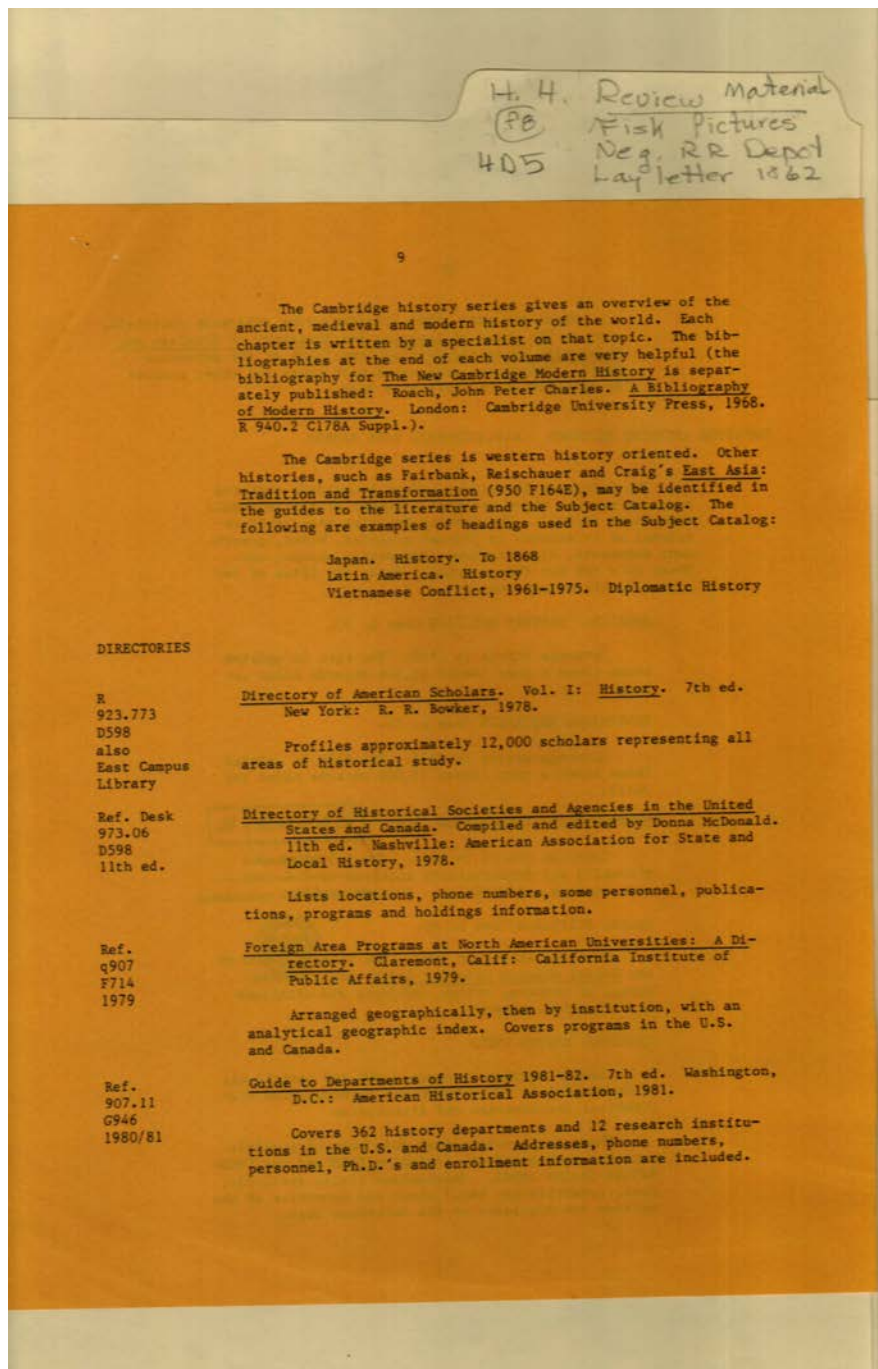 H. 4. Review Material
P8 Fisk Pictures
4D5 Neg. RR Depot
Lay letter 1862
9
The Cambridge history series gives an overview of the
ancient, medieval and modern history of the world. Each
chapter is written by a specialist on that topic. The bib-
liographies at the end of each volume are very helpful (the
bibliography for The New Cambridge Modern History is separ-
ately published: Roach, John Peter Charles. A Bibliography
of Modern History. London: Cambridge University Press, 1968.
R 940.2 C178A Suppl.).
The Cambridge series is western history oriented. Other
histories, such as Fairbank, Reischauer and Craig's East Asia:
Tradition and Transformation (950 F164E), may be identified in
the guides to the literature and the Subject Catalog. The
following are examples of headings used in the Subject Catalog:
Japan. History. To 1868
Latin America. History
Vietnamese Conflict, 1961-1975. Diplomatic History
DIRECTORIES
R
923.773
D598
also
East Campus
Library
Directory of American Scholars. Vol. I: History. 7th ed.
New York: R. R. Bowker, 1978.
Profiles approximately 12,000 scholars representing all
areas of historical study.
Ref. Desk
973.06
D598
11th ed.
Directory of Historical Societies and Agencies in the United
States and Canada. Compiled and edited by Donna McDonald.
11th ed. Nashville: American Association for State and
Local History, 1978.
Lists locations, phone numbers, some personnel, publica-
tions, programs and holdings information.
Ref.
q907
F714
1979
Foreign Area Programs at North American Universities: A Di-
rectory. Claremont, Calif: California Institute of
Public Affairs, 1979.
Arranged geographically, then by institution, with an
analytical geographic index. Covers programs in the U.S.
and Canada.
Ref.
907.11
G946
1980/81
Guide to Departments of History 1981-82. 7th ed. Washington,
D.C.: American Historical Association, 1981.
Covers 362 history departments and 12 research institu-
tions in the U.S. and Canada. Addresses, phone numbers,
personnel, Ph.D.'s and enrollment information are included.